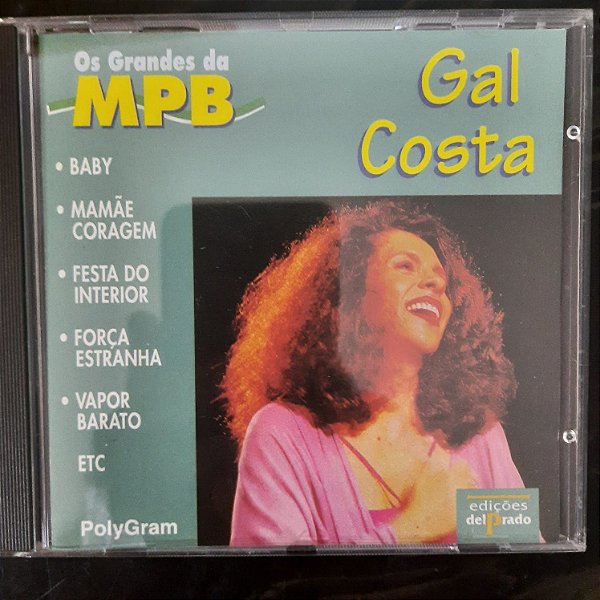 Os Grandes da
MPB
Gal
Costa
• BABY
• MAMÃE
CORAGEM
• FESTA DO
INTERIOR
• FORÇA
ESTRANHA
• VAPOR
BARATO
ETC
PolyGram
edições
delPrado